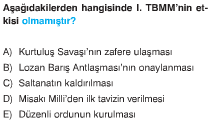 Aşağıdakilerden hangisinde I. TBMM'nin et-
kisi olmamıştır?
A) Kurtuluş Savaşı'nın zafere ulaşması
B) Lozan Barış Antlaşması'nın onaylanması
C) Saltanatın kaldırılması
D) Misakı Milli'den ilk tavizin verilmesi
E) Düzenli ordunun kurulması